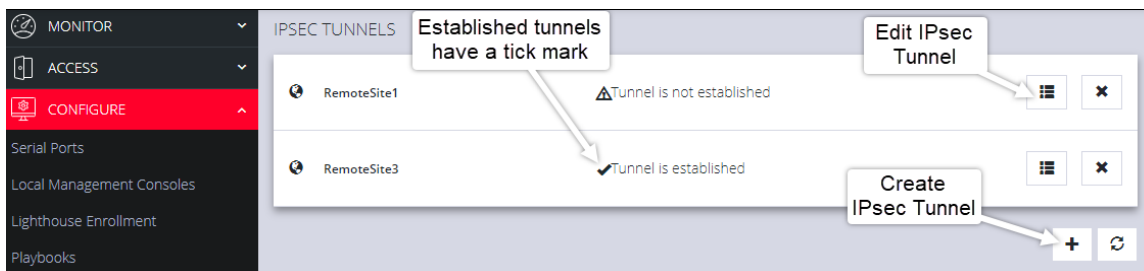 MONITOR
ACCESS
CONFIGURE
Serial Ports
Local Management Consoles
Lighthouse Enrollment
Playbooks
IPSEC TUNNELS
Established tunnels
have a tick mark
Edit IPsec
Tunnel
RemoteSite1
Tunnel is not established
RemoteSite3
Tunnel is established
Create
IPsec Tunnel